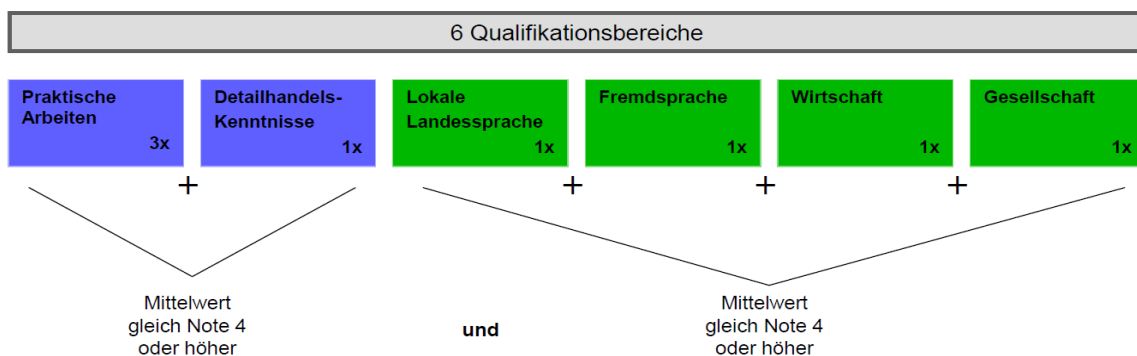 6 Qualifikationsbereiche
Praktische
Arbeiten
3x
Detailhandels-
Kenntnisse
1x
Lokale
Landessprache
1x
Fremdsprache
1x
Wirtschaft
1x
Gesellschaft
1x
+
+
+
+
Mittelwert
gleich Note 4
oder höher
und
Mittelwert
gleich Note 4
oder höher